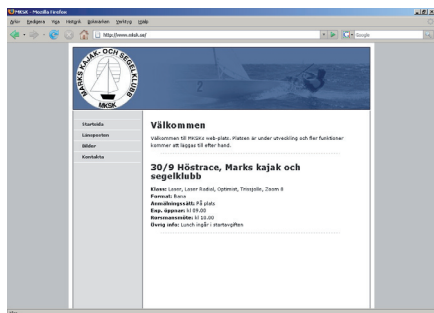 MKSK - Mozilla Firefox
Arkiv Redigera Visa Historik Bokmärken Verktyg Hjälp
http://www.mksk.se/
Google
MARKS KAJAK- OCH SEGELKLUBB
MKSK
2
Startsida
Länsposten
Bilder
Kontakta
Välkommen
Välkommen till MKSKs web-plats. Platsen är under utveckling och fler funktioner
kommer att läggas till efter hand.
30/9 Höstrace, Marks kajak och
segelklubb
Klass: Laser, Laser Radial, Optimist, Trissjolle, Zoom 8
Format: Bana
Anmälningssätt: På plats
Exp. öppnar: kl 09.00
Rorsmansmöte: kl 10.00
Övrig info: Lunch ingår i startavgiften